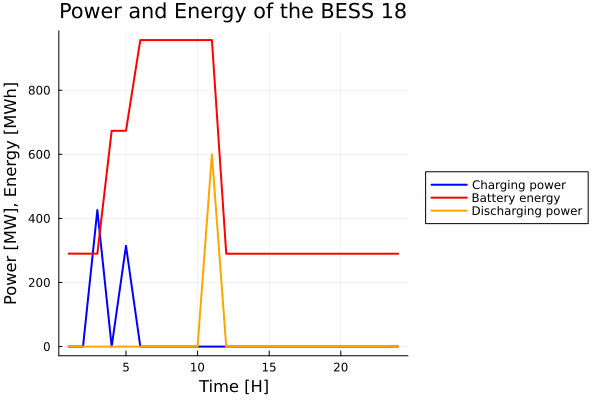 Power and Energy of the BESS 18
Power [MW], Energy [MWh]
800
600
400
200
0
5
10
15
20
Time [H]
Charging power
Battery energy
Discharging power